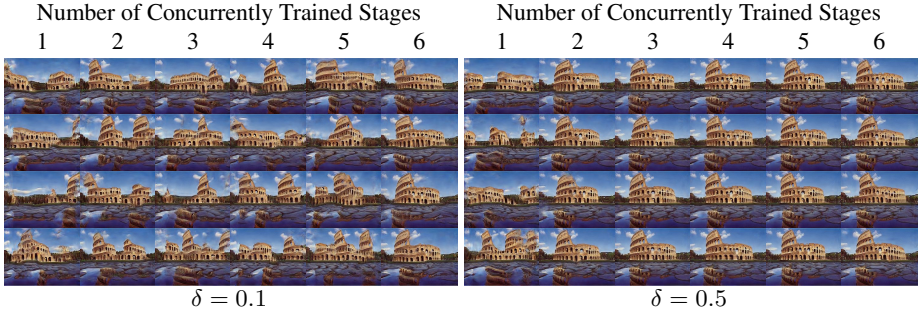 Number of Concurrently Trained Stages
1 2 3 4 5 6
δ = 0.1
Number of Concurrently Trained Stages
1 2 3 4 5 6
δ = 0.5